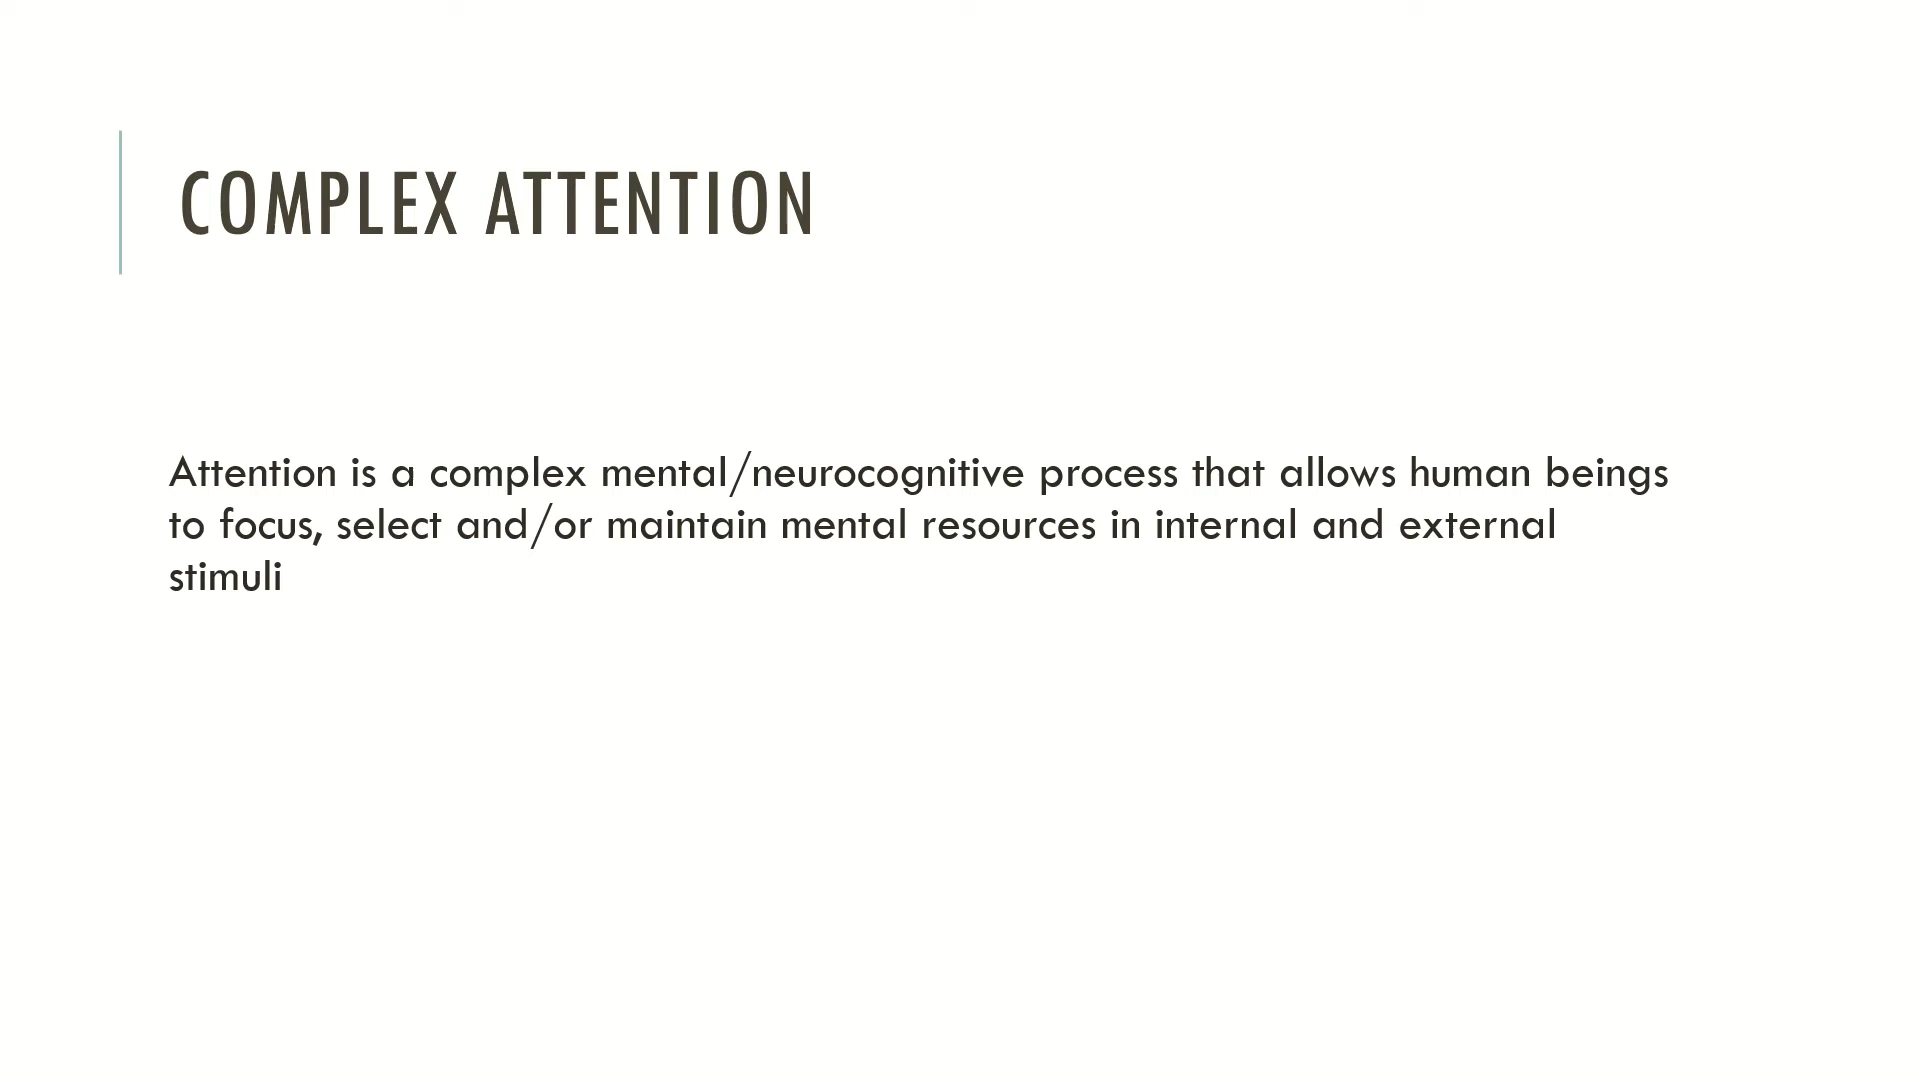 COMPLEX ATTENTION
Attention is a complex mental/neurocognitive process that allows human beings
to focus, select and/or maintain mental resources in internal and external
stimuli